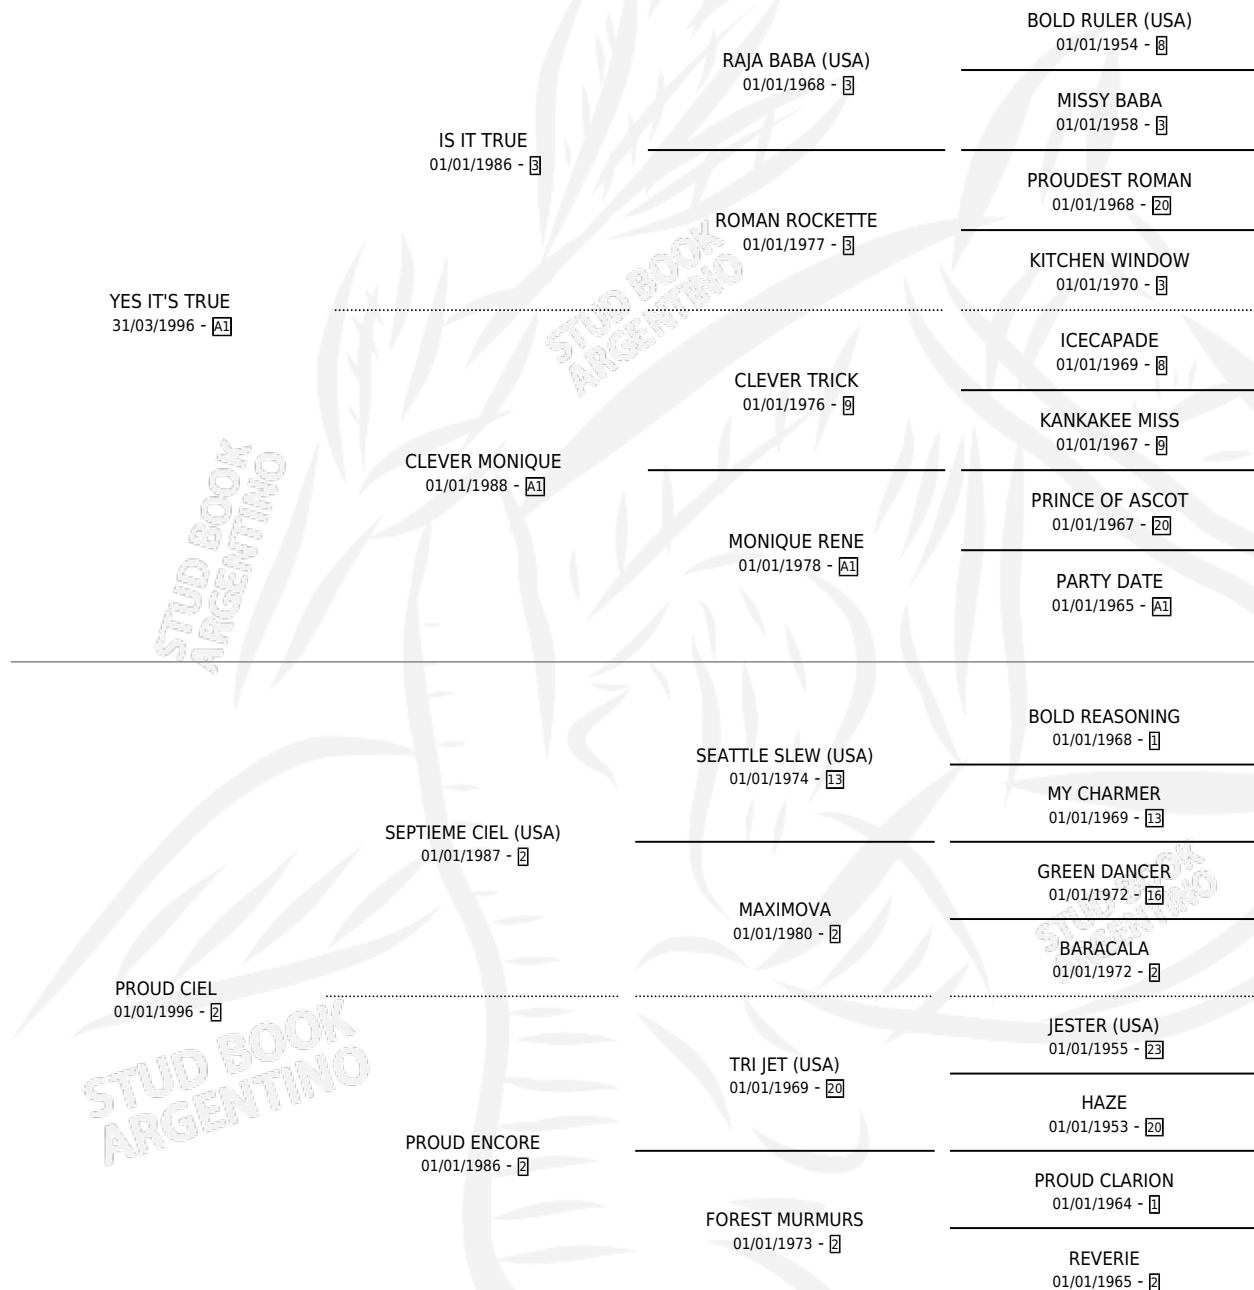 BOLD RULER (USA)
01/01/1954 - 8
RAJA BABA (USA)
01/01/1968 - 3
MISSY BABA
01/01/1958 - 3
IS IT TRUE
01/01/1986 - 3
PROUDEST ROMAN
01/01/1968 - 20
ROMAN ROCKETTE
01/01/1977 - 3
KITCHEN WINDOW
01/01/1970 - 3
YES IT'S TRUE
31/03/1996 - A1
ICECAPADE
01/01/1969 - 8
CLEVER TRICK
01/01/1976 - 9
KANKAKEE MISS
01/01/1967 - 9
CLEVER MONIQUE
01/01/1988 - A1
PRINCE OF ASCOT
01/01/1967 - 20
MONIQUE RENE
01/01/1978 - A1
PARTY DATE
01/01/1965 - A1
BOLD REASONING
01/01/1968 - 1
SEATTLE SLEW (USA)
01/01/1974 - 13
MY CHARMER
01/01/1969 - 13
SEPTIEME CIEL (USA)
01/01/1987 - 2
GREEN DANCER
01/01/1972 - 16
MAXIMOVA
01/01/1980 - 2
BARACALA
01/01/1972 - 2
PROUD CIEL
01/01/1996 - 2
JESTER (USA)
01/01/1955 - 23
TRI JET (USA)
01/01/1969 - 20
HAZE
01/01/1953 - 20
PROUD ENCORE
01/01/1986 - 2
PROUD CLARION
01/01/1964 - 1
FOREST MURMURS
01/01/1973 - 2
REVERIE
01/01/1965 - 2
STUD BOOK
ARGENTINO
STUD BOOK
ARGENTINO
STUD BOOK
ARGENTINO
STUD BOOK
ARGENTINO